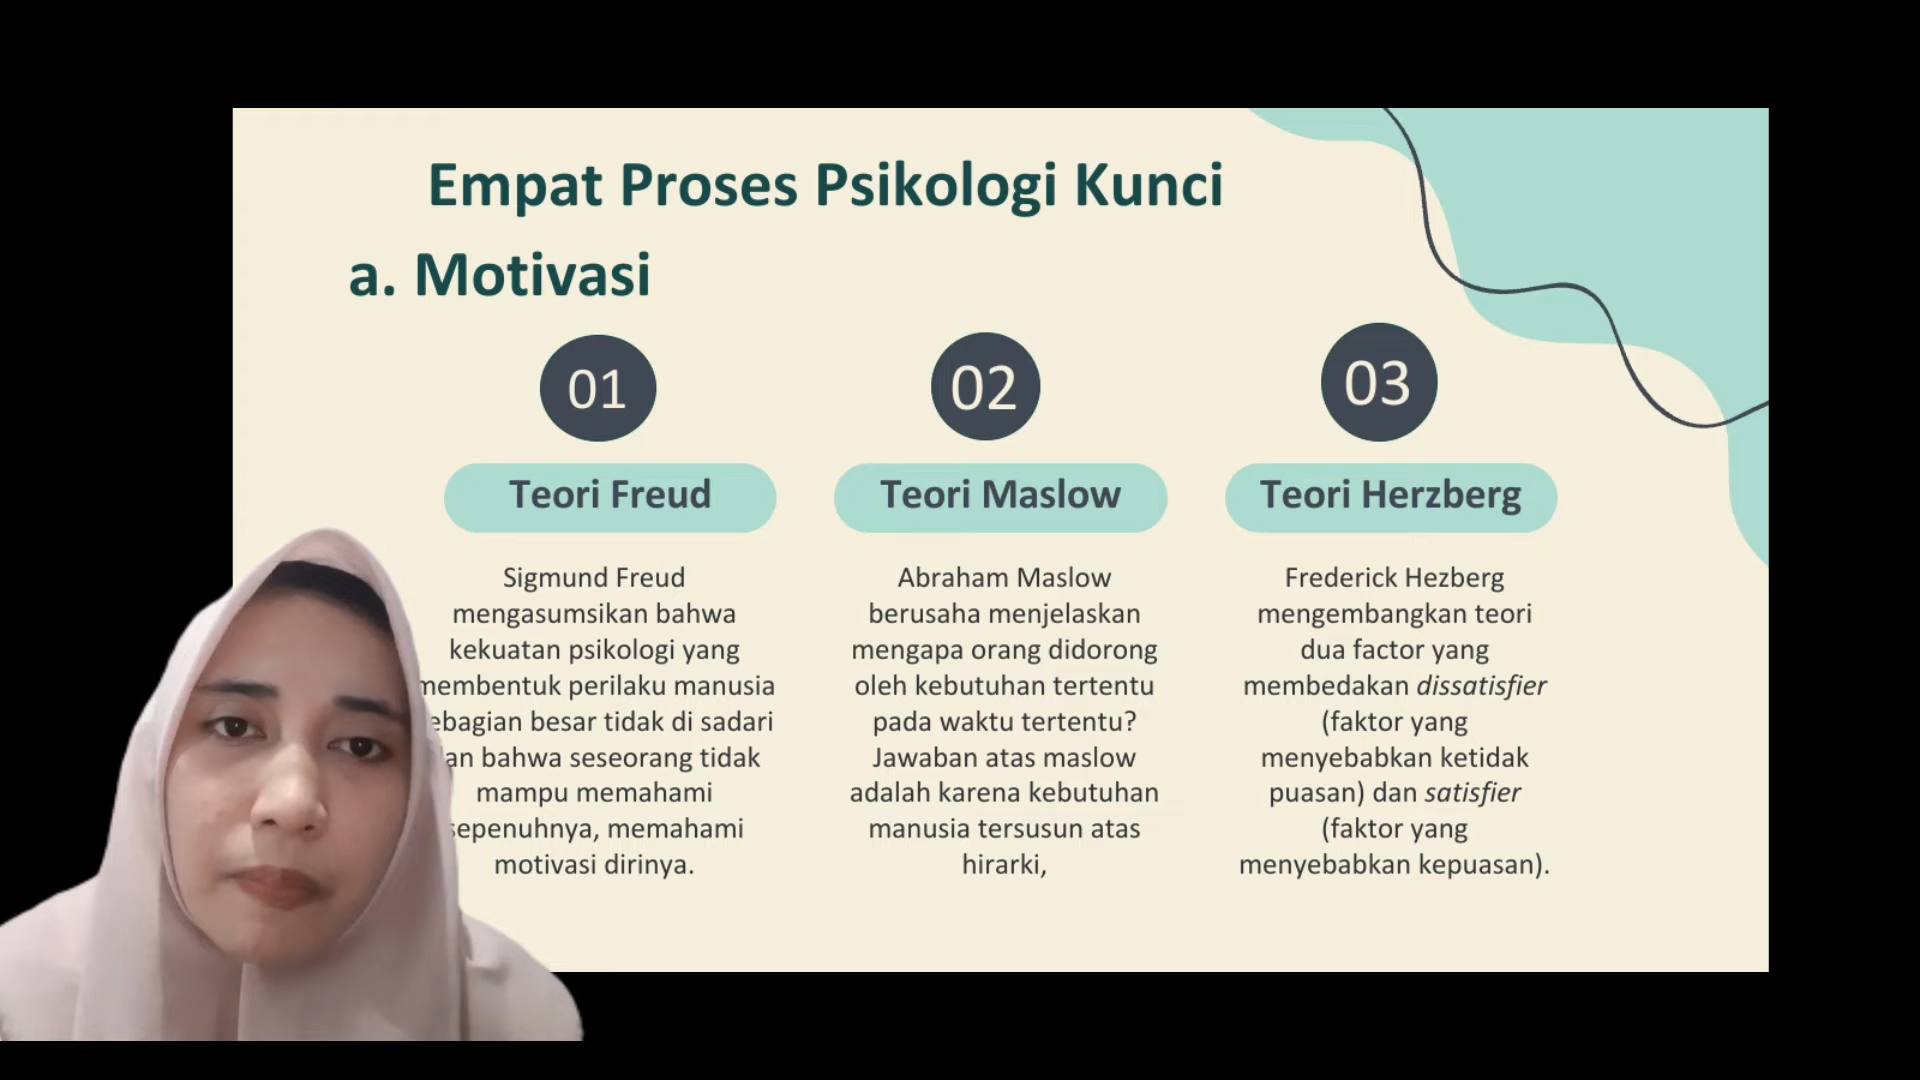 Empat Proses Psikologi Kunci
a. Motivasi
01
Teori Freud
Sigmund Freud
mengasumsikan bahwa
kekuatan psikologi yang
membentuk perilaku manusia
besar tidak di sadari
bahwa seseorang tidak
mampu memahami
sepenuhnya, memahami
motivasi dirinya.
02
Teori Maslow
Abraham Maslow
berusaha menjelaskan
mengapa orang didorong
oleh kebutuhan tertentu
pada waktu tertentu?
Jawaban atas maslow
adalah karena kebutuhan
manusia tersusun atas
hirarki,
03
Teori Herzberg
Frederick Hezberg
mengembangkan teori
dua factor yang
membedakan dissatisfier
(faktor yang
menyebabkan ketidak
puasan) dan satisfier
(faktor yang
menyebabkan kepuasan).